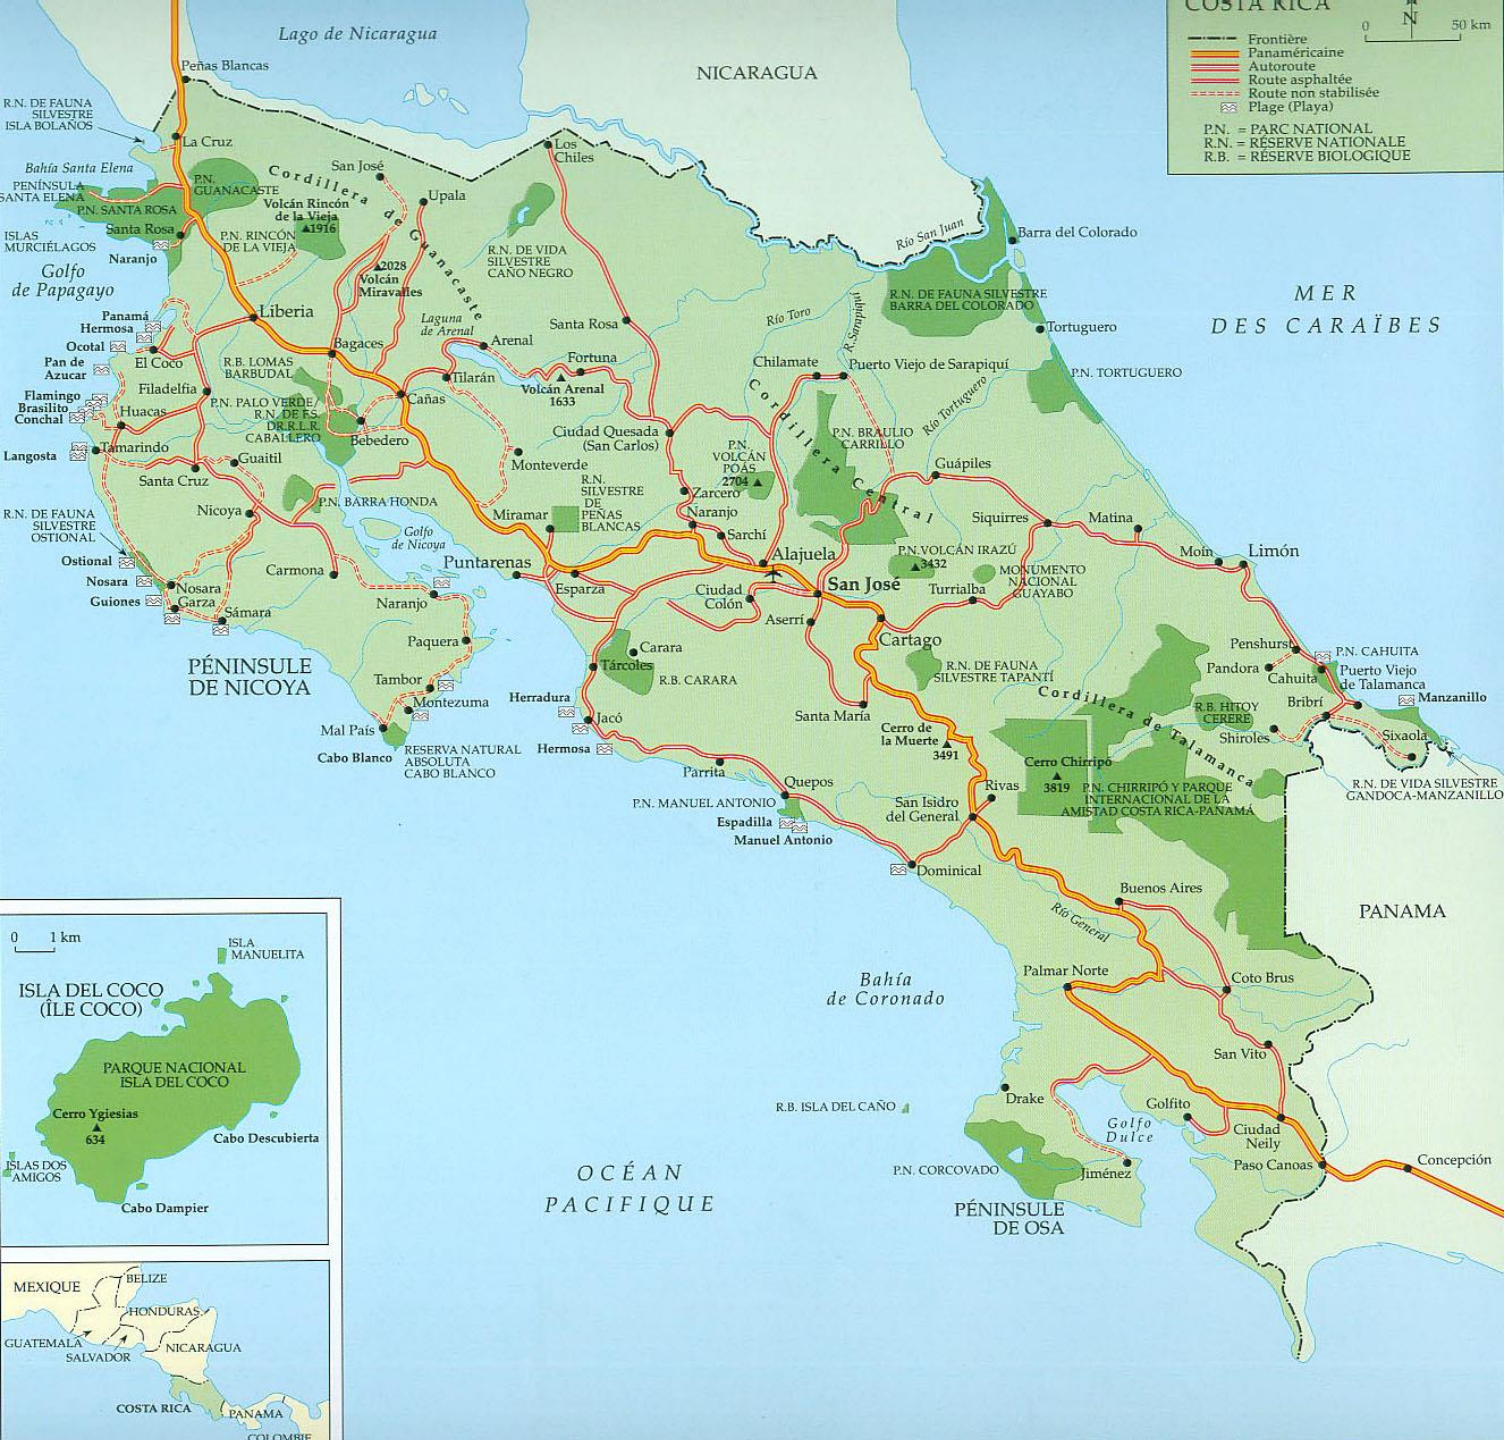 COSTA RICA
N
0
50 km
Frontière
Panaméricaine
Autoroute
Route asphaltée
Route non stabilisée
Plage (Playa)
P.N. = PARC NATIONAL
R.N. = RÉSERVE NATIONALE
R.B. = RÉSERVE BIOLOGIQUE
Lago de Nicaragua
NICARAGUA
Peñas Blancas
R.N. DE FAUNA
SILVESTRE
ISLA BOLAÑOS
La Cruz
Los
Chiles
Bahía Santa Elena
PENÍNSULA
SANTA ELENA
P.N. SANTA ROSA
P.N.
GUANACASTE
Cordillera de Guanacaste
San José
Upala
Volcán Rincón
de la Vieja
1916
Santa Rosa
ISLAS
MURCIÉLAGOS
Naranjo
P.N. RINCÓN
DE LA VIEJA
2028
Volcán
Miravalles
R.N. DE VIDA
SILVESTRE
CAÑO NEGRO
Río San Juan
Barra del Colorado
Golfo
de Papagayo
R.N. DE FAUNA SILVESTRE
BARRA DEL COLORADO
MER
DES CARAÏBES
Panamá
Hermosa
Liberia
Laguna
de Arenal
Arenal
Santa Rosa
Río Toro
R. Sarapiquí
Tortuguero
Ocotal
El Coco
Bagaces
Pan de
Azucar
R.B. LOMAS
BARBUDAL
Tilarán
Fortuna
Volcán Arenal
1633
Chilamate
Puerto Viejo de Sarapiquí
P.N. TORTUGUERO
Río Tortuguero
Flamingo
Brasilito
Conchal
Filadelfia
Huacas
P.N. PALO VERDE/
R.N. DE F.S.
DR.R.L.R.
CABALLERO
Cañas
Bebedero
Ciudad Quesada
(San Carlos)
Cordillera Central
P.N. BRAULIO
CARRILLO
Langosta
Tamarindo
Guaitil
Santa Cruz
Monteverde
P.N.
VOLCÁN
POÁS
2704
Guápiles
R.N.
SILVESTRE
DE
PEÑAS
BLANCAS
Zarcero
Nicoya
P.N. BARRA HONDA
Miramar
Naranjo
Sarchí
Siquirres
Matina
R.N. DE FAUNA
SILVESTRE
OSTIONAL
Golfo
de Nicoya
Puntarenas
Alajuela
P.N.VOLCÁN IRAZÚ
3432
Moín
Limón
Ostional
Nosara
Guiones
Nosara
Garza
Sámara
Carmona
Naranjo
Esparza
Ciudad
Colón
San José
Turrialba
MONUMENTO
NACIONAL
GUAYABO
Aserrí
Cartago
Paquera
PÉNINSULE
DE NICOYA
Carara
Tárcoles
R.B. CARARA
R.N. DE FAUNA
SILVESTRE TAPANTÍ
Penshurst
P.N. CAHUITA
Pandora
Cahuita
Puerto Viejo
de Talamanca
Manzanillo
Tambor
Montezuma
Herradura
Jacó
Santa María
Cordillera de Talamanca
R.B. HITOY
CERERE
Bribrí
Shiroles
Sixaola
Mal País
Cabo Blanco
RESERVA NATURAL
ABSOLUTA
CABO BLANCO
Hermosa
Cerro de
la Muerte
3491
Parrita
Quepos
Cerro Chirripó
3819
P.N. CHIRRIPÓ Y PARQUE
INTERNACIONAL DE LA
AMISTAD COSTA RICA-PANAMÁ
R.N. DE VIDA SILVESTRE
GANDOCA-MANZANILLO
P.N. MANUEL ANTONIO
Espadilla
Manuel Antonio
Rivas
San Isidro
del General
Dominical
Buenos Aires
PANAMA
Río General
Bahía
de Coronado
Palmar Norte
Coto Brus
San Vito
R.B. ISLA DEL CAÑO
Drake
Golfito
Golfo
Dulce
Ciudad
Neily
Paso Canoas
Concepción
P.N. CORCOVADO
Jiménez
PÉNINSULE
DE OSA
OCÉAN
PACIFIQUE
0
1 km
ISLA
MANUELITA
ISLA DEL COCO
(ÎLE COCO)
PARQUE NACIONAL
ISLA DEL COCO
Cerro Ygiesias
634
Cabo Descubierta
ISLAS DOS
AMIGOS
Cabo Dampier
MEXIQUE
BELIZE
HONDURAS
GUATEMALA
SALVADOR
NICARAGUA
COSTA RICA
PANAMA
COLOMBIE